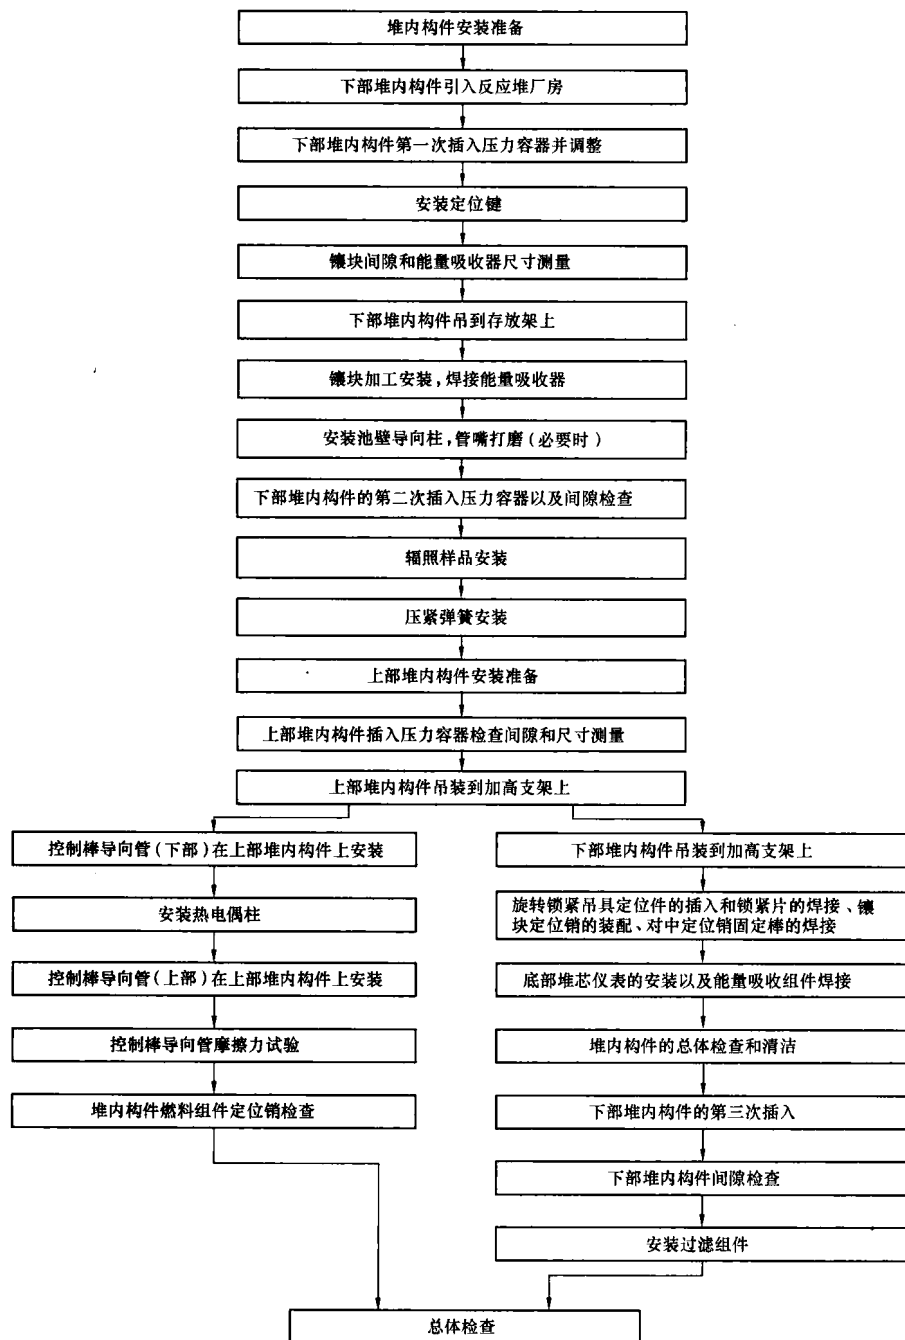 堆内构件安装准备
下部堆内构件引入反应堆厂房
下部堆内构件第一次插入压力容器并调整
安装定位键
镶块间隙和能量吸收器尺寸测量
下部堆内构件吊到存放架上
镶块加工安装,焊接能量吸收器
安装池壁导向柱,管嘴打磨(必要时)
下部堆内构件的第二次插入压力容器以及间隙检查
辐照样品安装
压紧弹簧安装
上部堆内构件安装准备
上部堆内构件插入压力容器检查间隙和尺寸测量
上部堆内构件吊装到加高支架上
控制棒导向管(下部)在上部堆内构件上安装
安装热电偶柱
控制棒导向管(上部)在上部堆内构件上安装
控制棒导向管摩擦力试验
堆内构件燃料组件定位销检查
下部堆内构件吊装到加高支架上
旋转锁紧吊具定位件的插入和锁紧片的焊接、镶
块定位销的装配、对中定位销固定棒的焊接
底部堆芯仪表的安装以及能量吸收组件焊接
堆内构件的总体检查和清洁
下部堆内构件的第三次插入
下部堆内构件间隙检查
安装过滤组件
总体检查